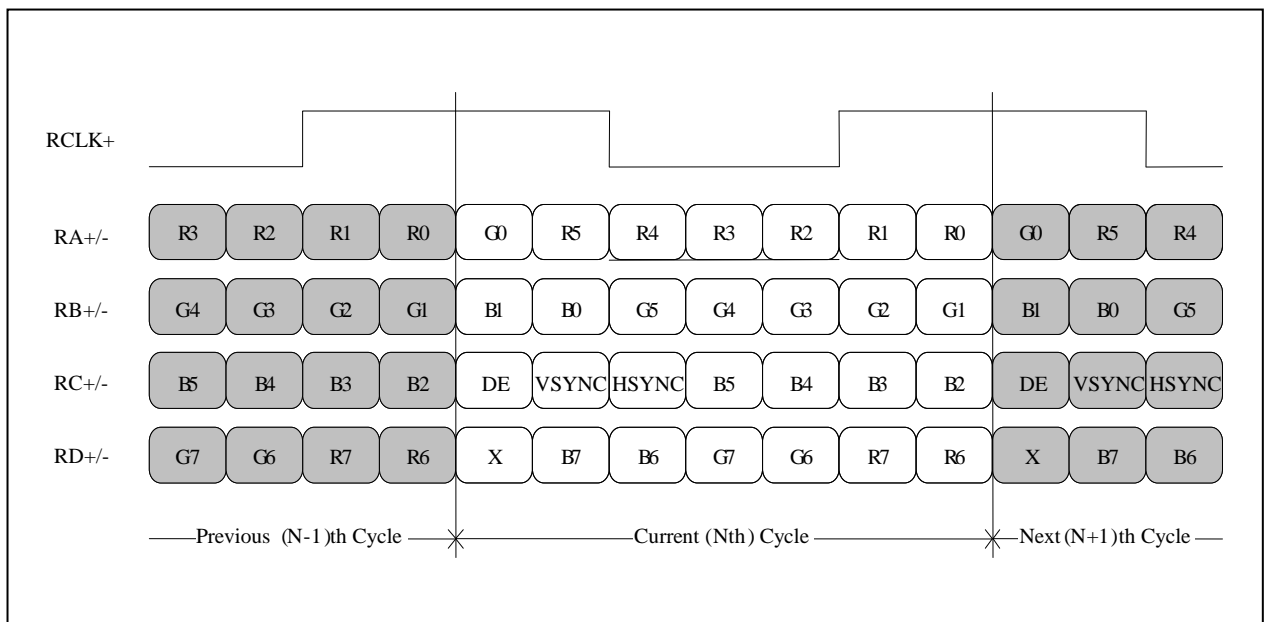 RCLK+
RA+/- R3 R2 R1 R0 G0 R5 R4 R3 R2 R1 R0 G0 R5 R4
RB+/- G4 G3 G2 G1 B1 B0 G5 G4 G3 G2 G1 B1 B0 G5
RC+/- B5 B4 B3 B2 DE VSYNC HSYNC B5 B4 B3 B2 DE VSYNC HSYNC
RD+/- G7 G6 R7 R6 X B7 B6 G7 G6 R7 R6 X B7 B6
Previous (N-1)th Cycle Current (Nth) Cycle Next (N+1)th Cycle